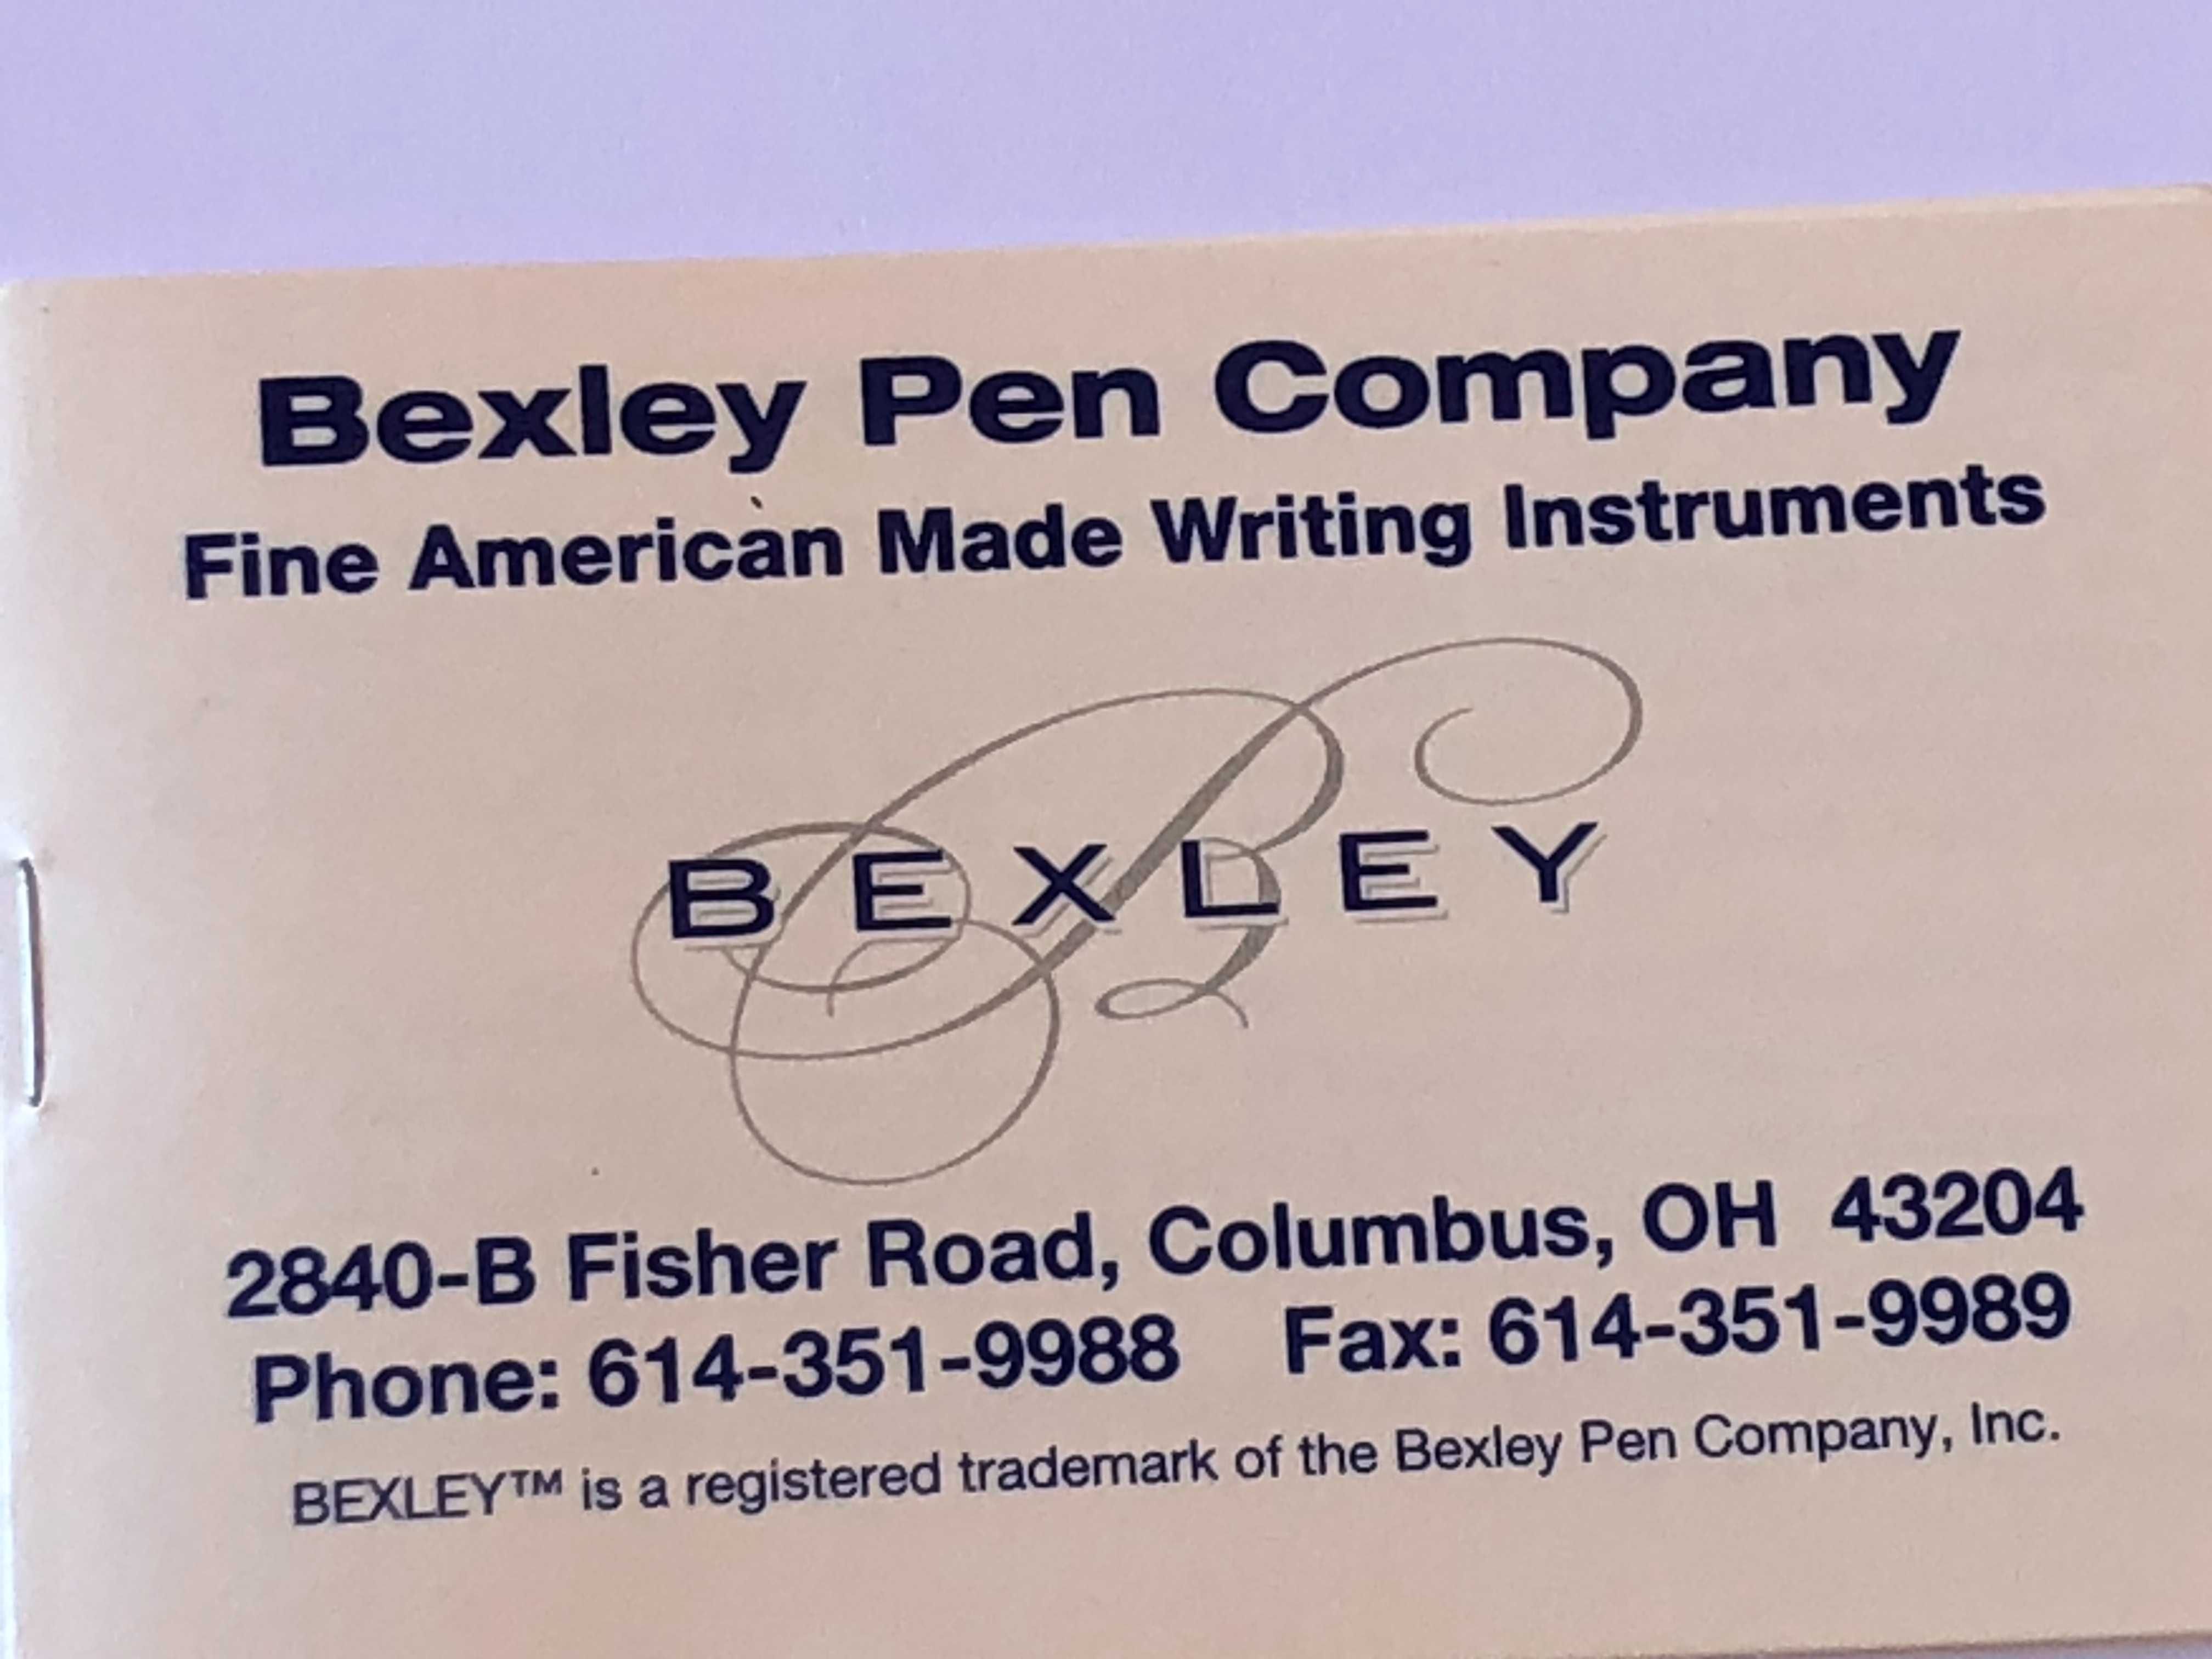 Bexley Pen Company
Fine American Made Writing Instruments
BEXLEY
2840-B Fisher Road, Columbus, OH 43204
Phone: 614-351-9988 Fax: 614-351-9989
BEXLEY™ is a registered trademark of the Bexley Pen Company, Inc.